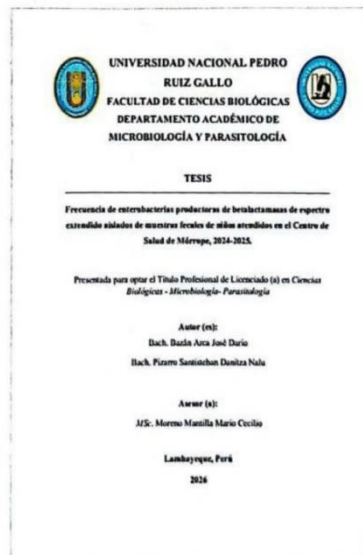 UNIVERSIDAD NACIONAL PEDRO
RUIZ GALLO
FACULTAD DE CIENCIAS BIOLÓGICAS
DEPARTAMENTO ACADÉMICO DE
MICROBIOLOGÍA Y PARASITOLOGÍA
TESIS
Frecuencia de enterobacterias productoras de betalactamasas de espectro
extendido aislados de muestras fecales de niños atendidos en el Centro de
Salud de Mórrope, 2024-2025.
Presentada para optar el Título Profesional de Licenciado (a) en Ciencias
Biológicas - Microbiología- Parasitología
Autor (es):
Bach. Bazán Arca José Dario
Bach. Pizarro Santisteban Danitza Nalu
Asesor (a):
MSc. Moreno Mantilla Mario Cecilio
Lambayeque, Perú
2026